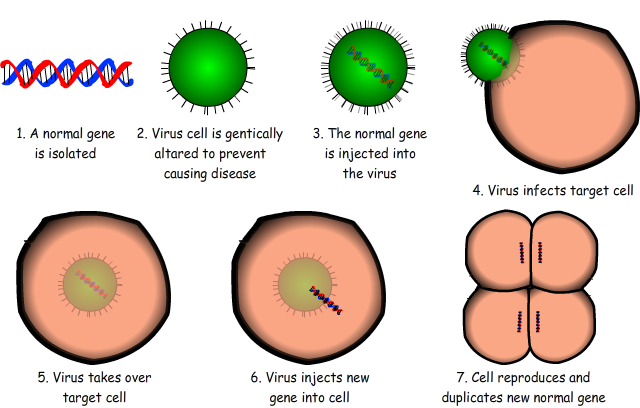 1. A normal gene
is isolated
2. Virus cell is gentically
altared to prevent
causing disease
3. The normal gene
is injected into
the virus
4. Virus infects target cell
5. Virus takes over
target cell
6. Virus injects new
gene into cell
7. Cell reproduces and
duplicates new normal gene